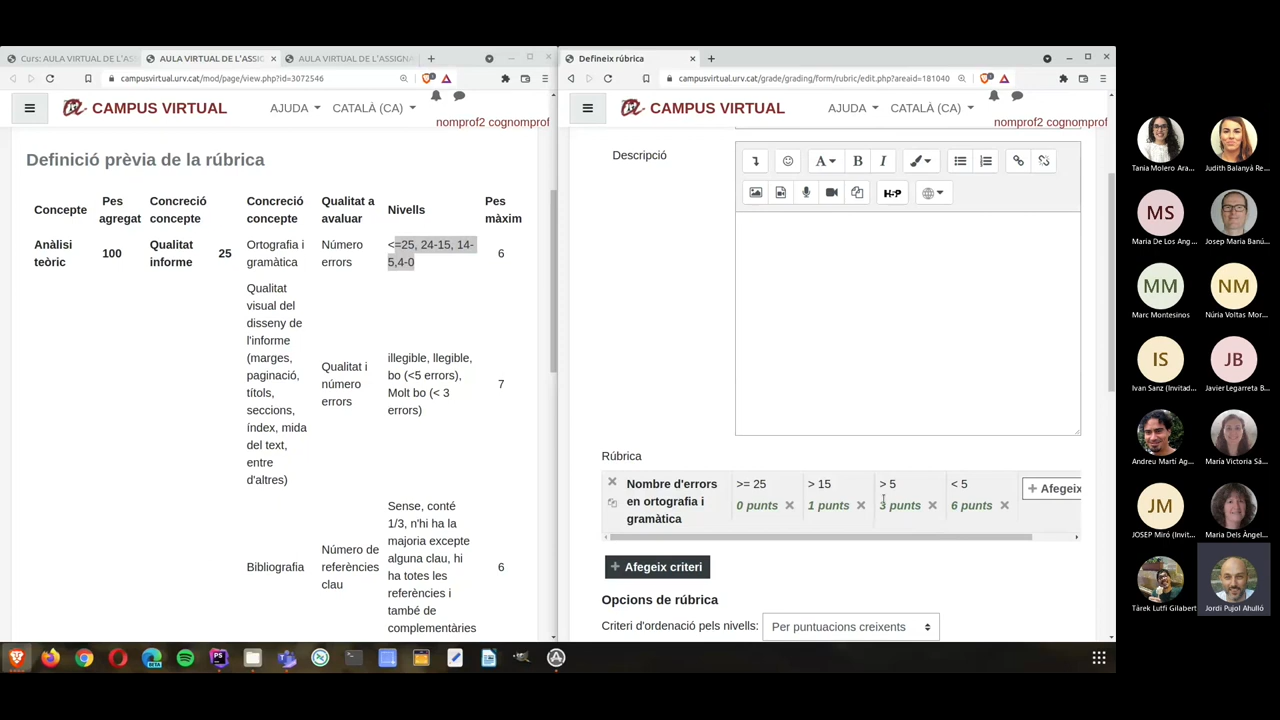 Curs: AULA VIRTUAL DE L'ASS
AULA VIRTUAL DE L'ASSIG
AULA VIRTUAL DE L'ASSIGNA
Defineix rúbrica
campusvirtual.urv.cat/mod/page/view.php?id=3072546
campusvirtual.urv.cat/grade/grading/form/rubric/edit.php?areaid=181040
CAMPUS VIRTUAL
AJUDA
CATALÀ (CA)
nomprof2 cognomprof
CAMPUS VIRTUAL
AJUDA
CATALÀ (CA)
nomprof2 cognomprof
Definició prèvia de la rúbrica
Concepte
Pes
agregat
Concreció
concepte
Concreció
concepte
Qualitat a
avaluar
Nivells
Pes
màxim
Anàlisi
teòric
100
Qualitat
informe
25
Ortografia i
gramàtica
Número
errors
<=25, 24-15, 14-
5,4-0
6
Qualitat
visual del
disseny de
l'informe
(marges,
paginació,
títols,
seccions,
índex, mida
del text,
entre
d'altres)
Qualitat i
número
errors
illegible, llegible,
bo (<5 errors),
Molt bo (< 3
errors)
7
Bibliografia
Número de
referències
clau
Sense, conté
1/3, n'hi ha la
majoria excepte
alguna clau, hi
ha totes les
referències i
també de
complementàries
6
Descripció
A
B
I
H-P
Rúbrica
Nombre d'errors
en ortografia i
gramàtica
>= 25
0 punts
> 15
1 punts
> 5
3 punts
< 5
6 punts
+ Afegeix
+ Afegeix criteri
Opcions de rúbrica
Criteri d'ordenació pels nivells:
Per puntuacions creixents
Tania Molero Ara...
Judith Balanyà Re...
MS
Maria De Los Ang...
Josep Maria Banú...
MM
Marc Montesinos
NM
Núria Voltas Mor...
IS
Ivan Sanz (Invitad...
JB
Javier Legarreta B...
Andreu Martí Ag...
María Victoria Sá...
JM
JOSEP Miró (Invit...
Maria Dels Àngel...
Tárek Lutfi Gilabert
Jordi Pujol Ahulló